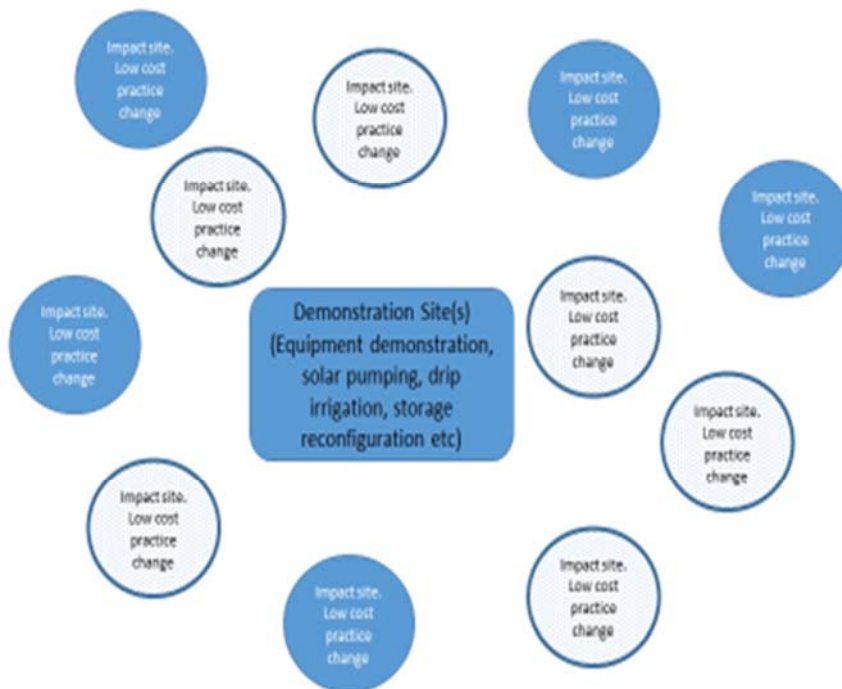 Impact site.
Low cost
practice
change
Impact site.
Low cost
practice
change
Impact site.
Low cost
practice
change
Impact site.
Low cost
practice
change
Impact site.
Low cost
practice
change
Impact site.
Low cost
practice
change
Demonstration Site(s)
(Equipment demonstration,
solar pumping, drip
irrigation, storage
reconfiguration etc)
Impact site.
Low cost
practice
change
Impact site.
Low cost
practice
change
Impact site.
Low cost
practice
change
Impact site.
Low cost
practice
change
Impact site.
Low cost
practice
change